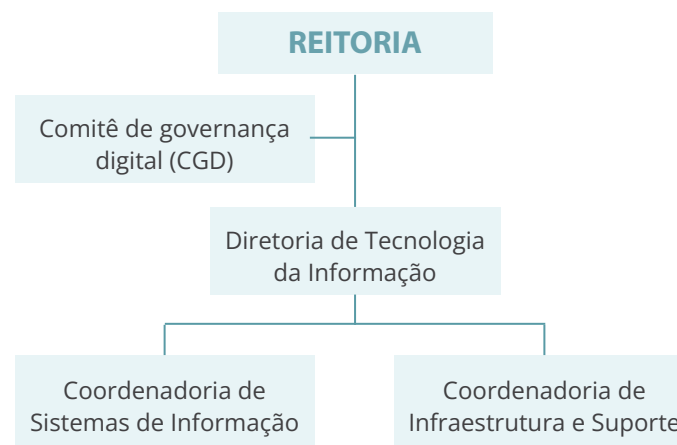 REITORIA
Comitê de governança
digital (CGD)
Diretoria de Tecnologia
da Informação
Coordenadoria de
Sistemas de Informação
Coordenadoria de
Infraestrutura e Suporte